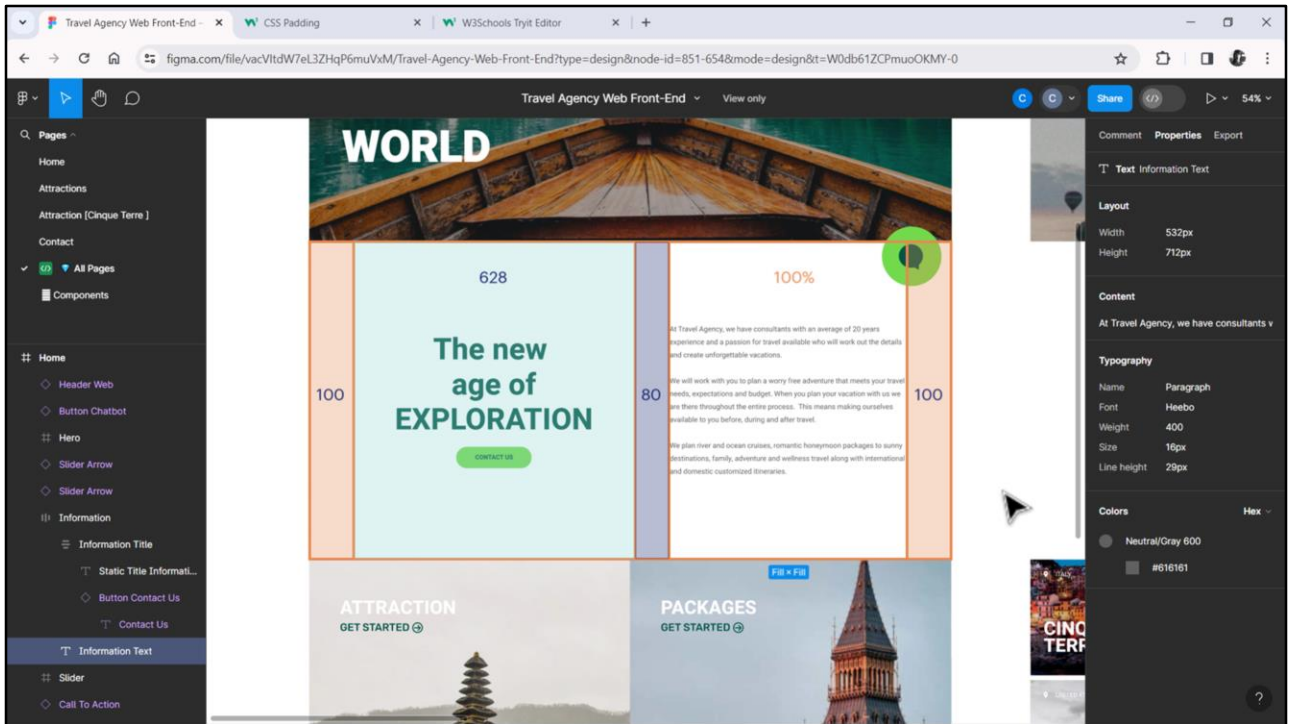 Travel Agency Web Front-End -
CSS Padding
W3Schools Tryit Editor
figma.com/file/vacVItdW7eL3ZHqP6muVxM/Travel-Agency-Web-Front-End?type=design&node-id=851-654&mode=design&t=W0db61ZCPmuoOKMY-0
Travel Agency Web Front-End
View only
C
C
Share
54%
Pages
Home
Attractions
Attraction [Cinque Terre ]
Contact
All Pages
Components
Home
Header Web
Button Chatbot
Hero
Slider Arrow
Slider Arrow
Information
Information Title
Static Title Informati...
Button Contact Us
Contact Us
Information Text
Slider
Call To Action
WORLD
628
100%
100
80
100
The new
age of
EXPLORATION
CONTACT US
At Travel Agency, we have consultants with an average of 20 years
experience and a passion for travel available who will work out the details
and create unforgettable vacations.
We will work with you to plan a worry free adventure that meets your travel
needs, expectations and budget. When you plan your vacation with us we
are there throughout the entire process. This means making ourselves
available to you before, during and after travel.
We plan river and ocean cruises, romantic honeymoon packages to sunny
destinations, family, adventure and wellness travel along with international
and domestic customized itineraries.
Fill × Fill
ATTRACTION
GET STARTED
PACKAGES
GET STARTED
ITALY
CINQ
TERR
Comment Properties Export
Text Information Text
Layout
Width 532px
Height 712px
Content
At Travel Agency, we have consultants v
Typography
Name Paragraph
Font Heebo
Weight 400
Size 16px
Line height 29px
Colors Hex
Neutral/Gray 600
#616161
?